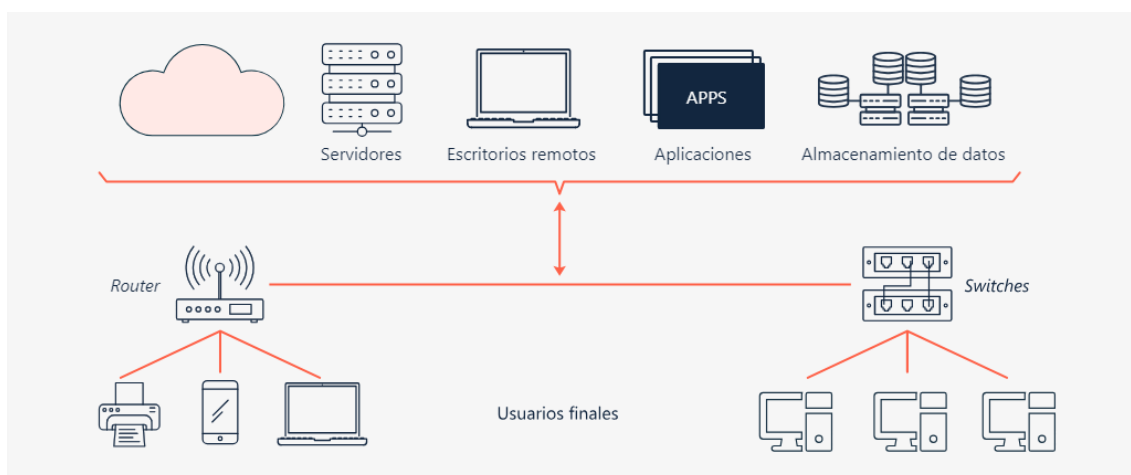 APPS
Servidores
Escritorios remotos
Aplicaciones
Almacenamiento de datos
Router
Switches
Usuarios finales